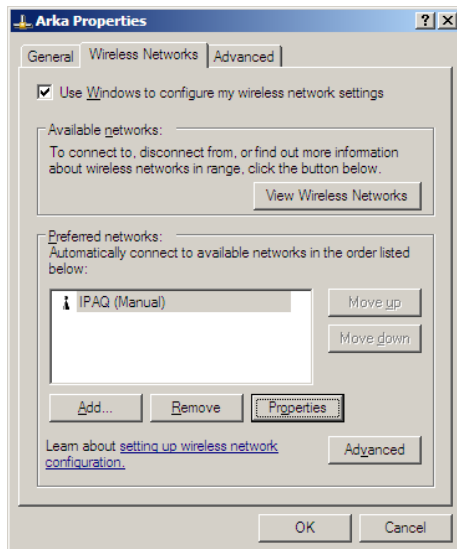 Arka Properties
General Wireless Networks Advanced
Use Windows to configure my wireless network settings
Available networks:
To connect to, disconnect from, or find out more information
about wireless networks in range, click the button below.
View Wireless Networks
Preferred networks:
Automatically connect to available networks in the order listed
below:
IPAQ (Manual)
Move up
Move down
Add... Remove Properties
Learn about setting up wireless network
configuration.
Advanced
OK Cancel